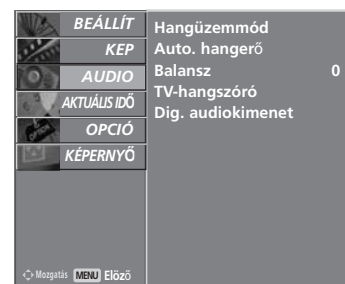 BEÁLLÍT
KEP
AUDIO
AKTUÁLIS IDŐ
OPCIÓ
KÉPERNYŐ
Hangüzemmód
Auto. hangerő
Balansz 0
TV-hangszóró
Dig. audiokimenet
Mozgatás MENU Előző